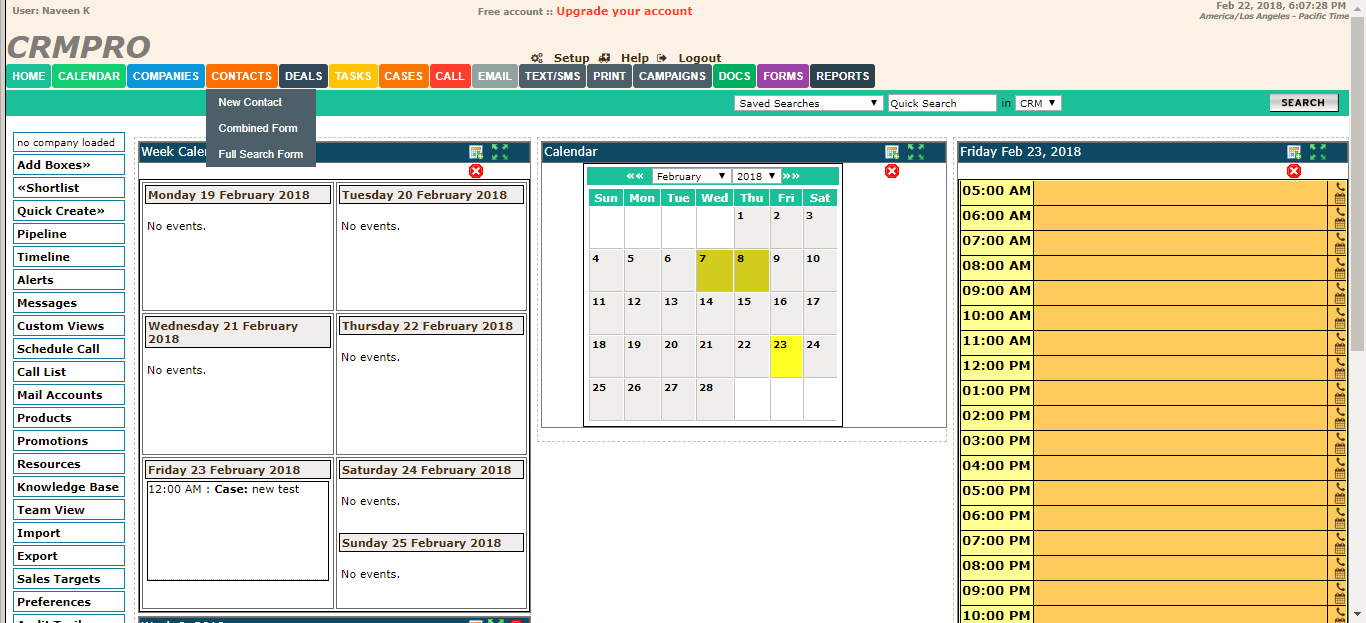 User: Naveen K
Free account :: Upgrade your account
Feb 22, 2018, 6:07:28 PM
America/Los Angeles - Pacific Time
CRMPRO
Setup Help Logout
HOME CALENDAR COMPANIES CONTACTS DEALS TASKS CASES CALL EMAIL TEXT/SMS PRINT CAMPAIGNS DOCS FORMS REPORTS
New Contact
Combined Form
Full Search Form
Saved Searches Quick Search in CRM SEARCH
no company loaded
Add Boxes»
«Shortlist
Quick Create»
Pipeline
Timeline
Alerts
Messages
Custom Views
Schedule Call
Call List
Mail Accounts
Products
Promotions
Resources
Knowledge Base
Team View
Import
Export
Sales Targets
Preferences
Monday 19 February 2018
No events.
Tuesday 20 February 2018
No events.
Wednesday 21 February
2018
No events.
Thursday 22 February 2018
No events.
Friday 23 February 2018
12:00 AM : Case: new test
Saturday 24 February 2018
No events.
Sunday 25 February 2018
No events.
Calendar
«« February 2018 »»
Sun Mon Tue Wed Thu Fri Sat
1 2 3
4 5 6 7 8 9 10
11 12 13 14 15 16 17
18 19 20 21 22 23 24
25 26 27 28
Friday Feb 23, 2018
05:00 AM
06:00 AM
07:00 AM
08:00 AM
09:00 AM
10:00 AM
11:00 AM
12:00 PM
01:00 PM
02:00 PM
03:00 PM
04:00 PM
05:00 PM
06:00 PM
07:00 PM
08:00 PM
09:00 PM
10:00 PM